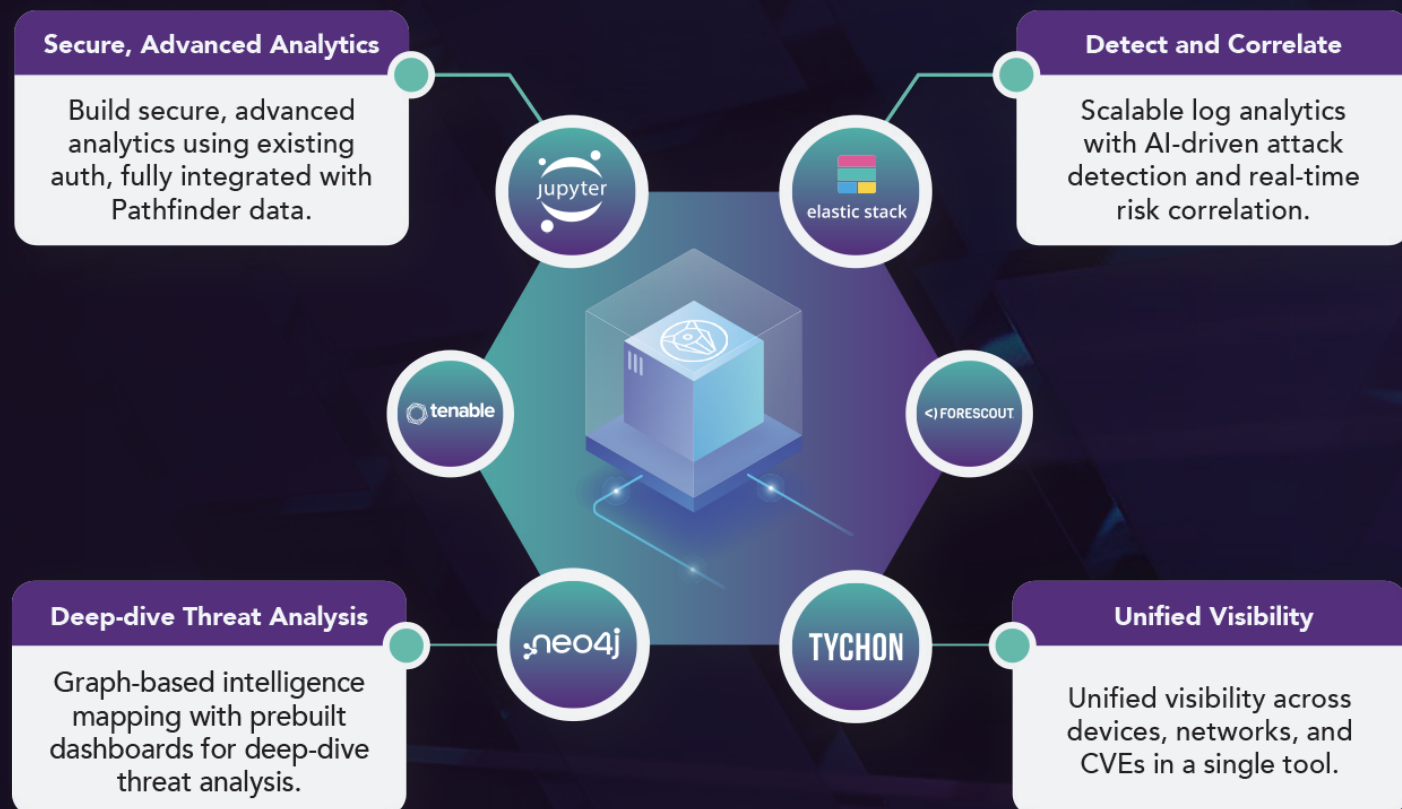 Secure, Advanced Analytics
Build secure, advanced
analytics using existing
auth, fully integrated with
Pathfinder data.
Detect and Correlate
Scalable log analytics
with AI-driven attack
detection and real-time
risk correlation.
jupyter
elastic stack
tenable
<) FORESCOUT.
neo4j
TYCHON
Deep-dive Threat Analysis
Graph-based intelligence
mapping with prebuilt
dashboards for deep-dive
threat analysis.
Unified Visibility
Unified visibility across
devices, networks, and
CVEs in a single tool.